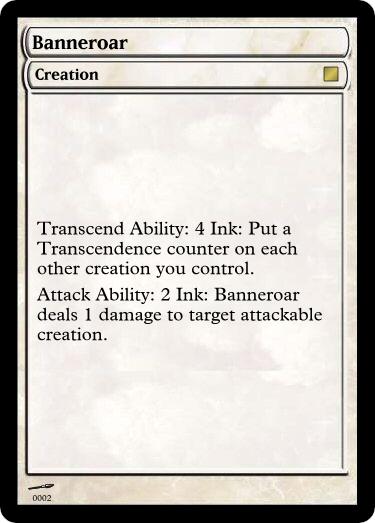 Banneroar
Creation
Transcend Ability: 4 Ink: Put a
Transcendence counter on each
other creation you control.
Attack Ability: 2 Ink: Banneroar
deals 1 damage to target attackable
creation.
0002